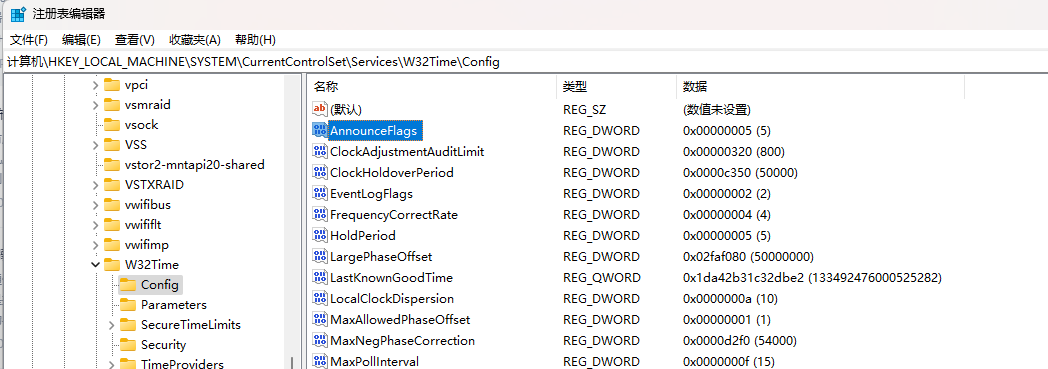 注册表编辑器
文件(F) 编辑(E) 查看(V) 收藏夹(A) 帮助(H)
计算机\HKEY_LOCAL_MACHINE\SYSTEM\CurrentControlSet\Services\W32Time\Config
vpci
vsmraid
vsock
VSS
vstor2-mntapi20-shared
VSTXRAID
vwifibus
vwififlt
vwifimp
W32Time
Config
Parameters
SecureTimeLimits
Security
TimeProviders
名称 类型 数据
ab (默认) REG_SZ (数值未设置)
AnnounceFlags REG_DWORD 0x00000005 (5)
ClockAdjustmentAuditLimit REG_DWORD 0x00000320 (800)
ClockHoldoverPeriod REG_DWORD 0x0000c350 (50000)
EventLogFlags REG_DWORD 0x00000002 (2)
FrequencyCorrectRate REG_DWORD 0x00000004 (4)
HoldPeriod REG_DWORD 0x00000005 (5)
LargePhaseOffset REG_DWORD 0x02faf080 (50000000)
LastKnownGoodTime REG_QWORD 0x1da42b31c32dbe2 (133492476000525282)
LocalClockDispersion REG_DWORD 0x0000000a (10)
MaxAllowedPhaseOffset REG_DWORD 0x00000001 (1)
MaxNegPhaseCorrection REG_DWORD 0x0000d2f0 (54000)
MaxPollInterval REG_DWORD 0x0000000f (15)